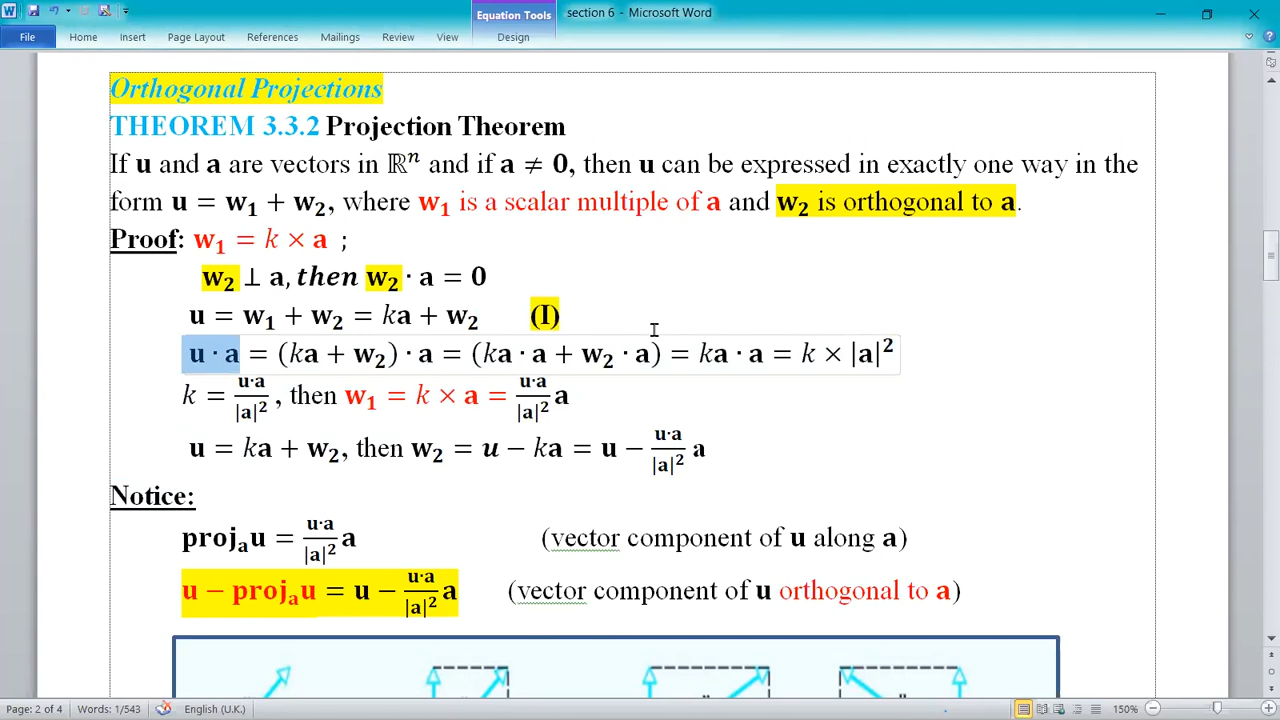 Equation Tools
section 6 - Microsoft Word
File Home Insert Page Layout References Mailings Review View Design
Orthogonal Projections
THEOREM 3.3.2 Projection Theorem
If u and a are vectors in ℝⁿ and if a ≠ 0, then u can be expressed in exactly one way in the
form u = w₁ + w₂, where w₁ is a scalar multiple of a and w₂ is orthogonal to a.
Proof: w₁ = k × a ;
w₂ ⊥ a, then w₂ · a = 0
u = w₁ + w₂ = ka + w₂ (I)
u · a = (ka + w₂) · a = (ka · a + w₂ · a) = ka · a = k × |a|²
k = u·a/|a|² , then w₁ = k × a = u·a/|a|² a
u = ka + w₂, then w₂ = u − ka = u − u·a/|a|² a
Notice:
projₐu = u·a/|a|² a (vector component of u along a)
u − projₐu = u − u·a/|a|² a (vector component of u orthogonal to a)
Page: 2 of 4 Words: 1/543 English (U.K.) 150%